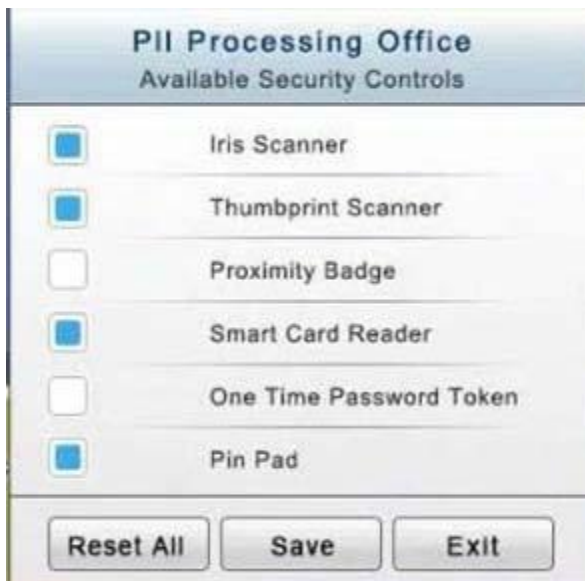 PII Processing Office
Available Security Controls
Iris Scanner
Thumbprint Scanner
Proximity Badge
Smart Card Reader
One Time Password Token
Pin Pad
Reset All
Save
Exit